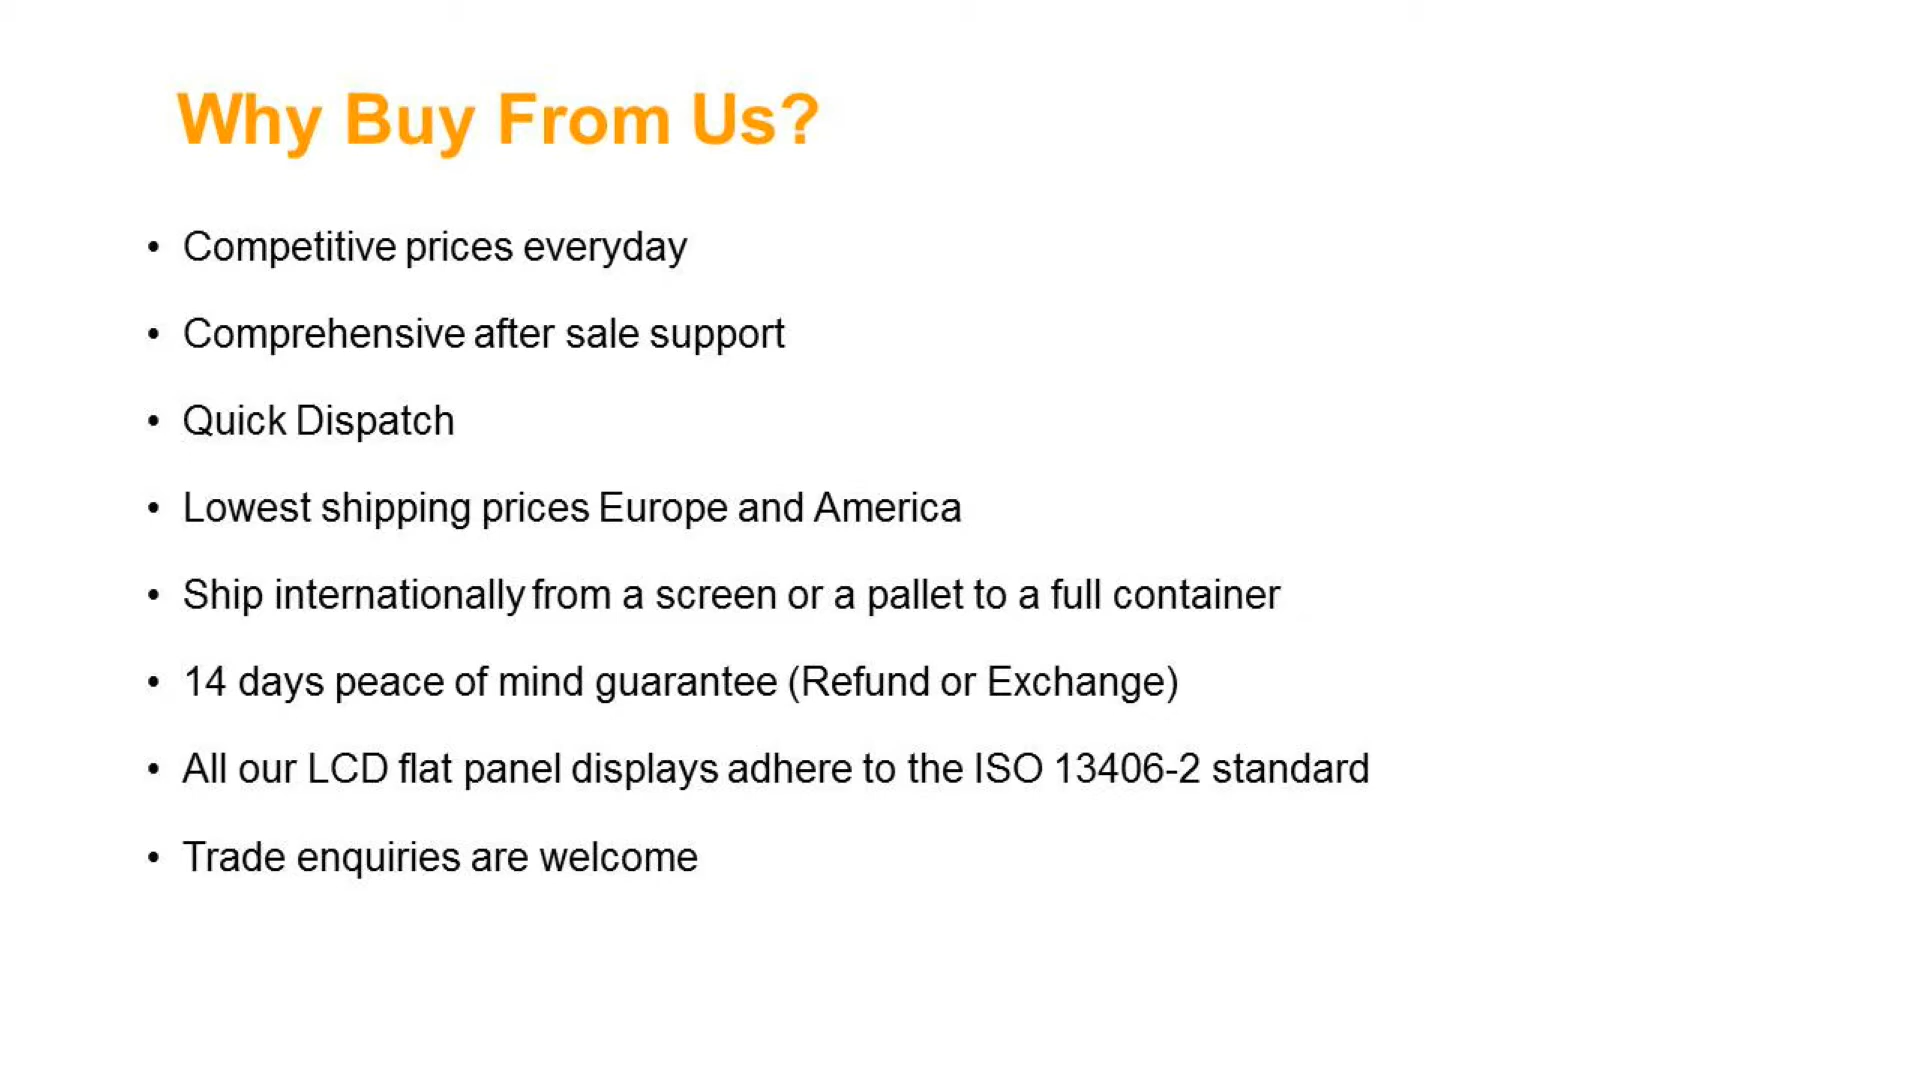 Why Buy From Us?
• Competitive prices everyday
• Comprehensive after sale support
• Quick Dispatch
• Lowest shipping prices Europe and America
• Ship internationally from a screen or a pallet to a full container
• 14 days peace of mind guarantee (Refund or Exchange)
• All our LCD flat panel displays adhere to the ISO 13406-2 standard
• Trade enquiries are welcome